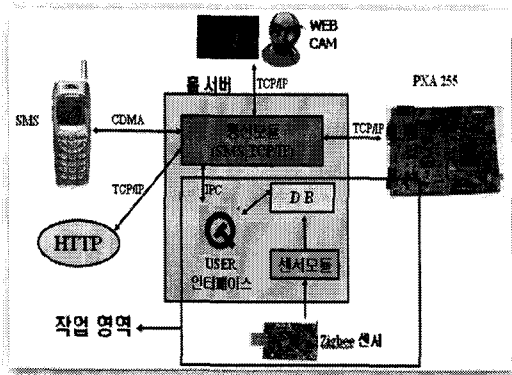 WEB
CAM
홈 서버
TCP/IP
PXA 255
SMS
CDMA
통신모듈
(SMS,TCP/IP)
TCP/IP
TCP/IP
IPC
DB
HTTP
USER
인터페이스
센서모듈
작업 영역
Zigbee 센서